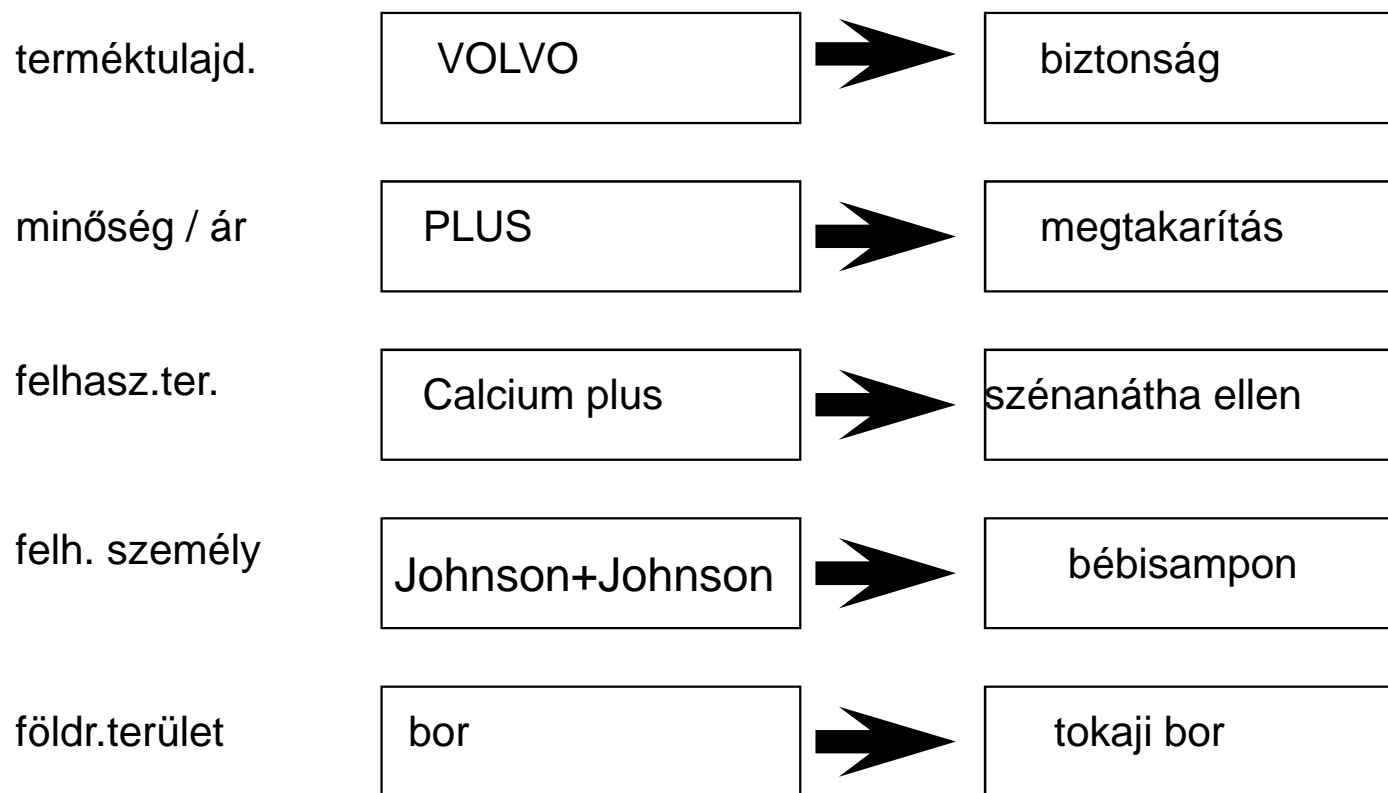 terméktulajd. VOLVO biztonság
minőség / ár PLUS megtakarítás
felhasz.ter. Calcium plus szénanátha ellen
felh. személy Johnson+Johnson bébisampon
földr.terület bor tokaji bor